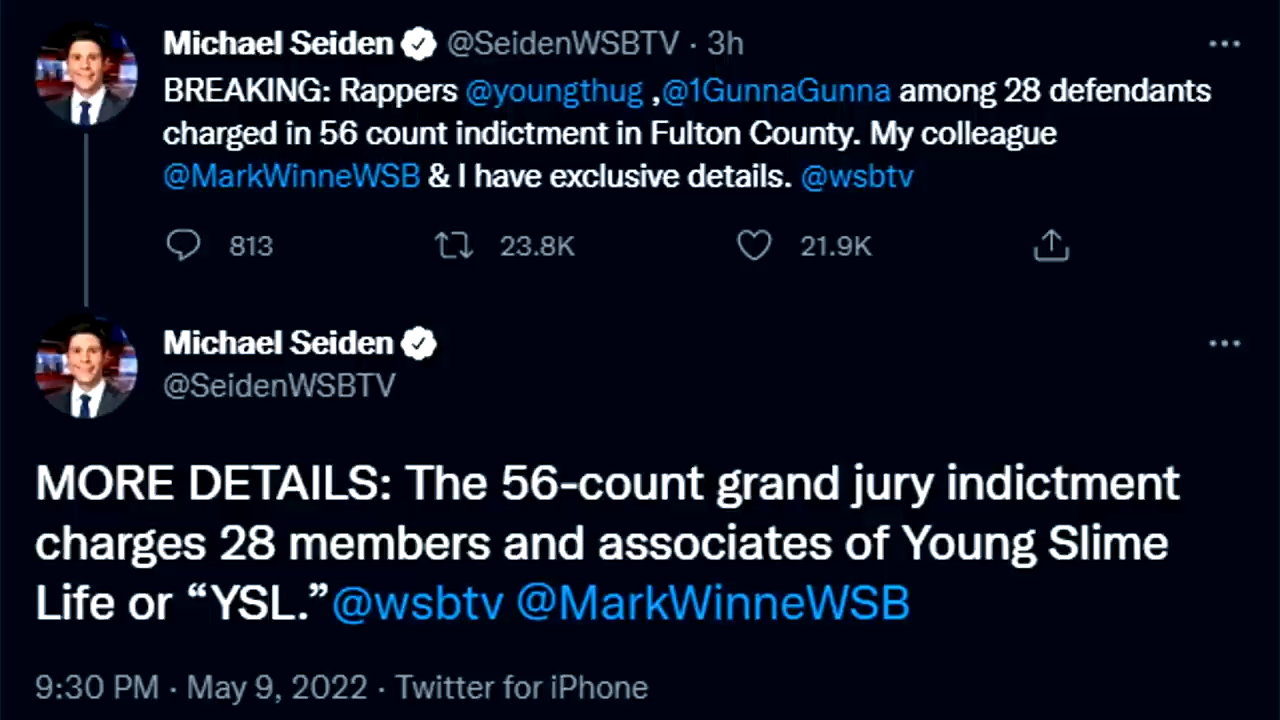 Michael Seiden @SeidenWSBTV · 3h
BREAKING: Rappers @youngthug ,@1GunnaGunna among 28 defendants
charged in 56 count indictment in Fulton County. My colleague
@MarkWinneWSB & I have exclusive details. @wsbtv
813 23.8K 21.9K
Michael Seiden
@SeidenWSBTV
MORE DETAILS: The 56-count grand jury indictment
charges 28 members and associates of Young Slime
Life or “YSL.”@wsbtv @MarkWinneWSB
9:30 PM · May 9, 2022 · Twitter for iPhone